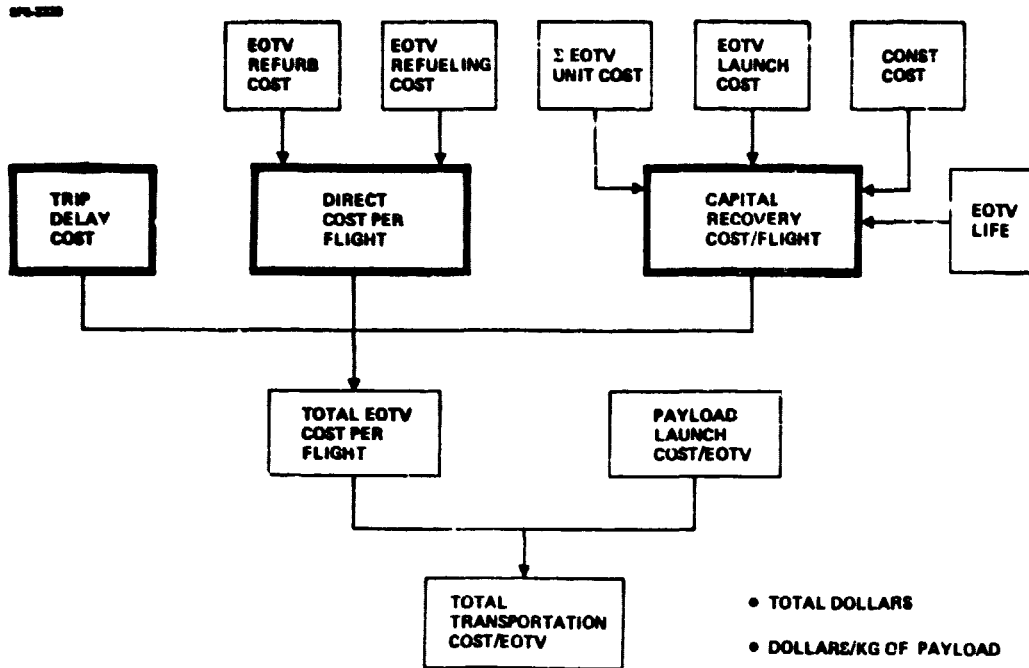 EOTV
REFURB
COST
EOTV
REFUELING
COST
Σ EOTV
UNIT COST
EOTV
LAUNCH
COST
CONST
COST
TRIP
DELAY
COST
DIRECT
COST PER
FLIGHT
CAPITAL
RECOVERY
COST/FLIGHT
EOTV
LIFE
TOTAL EOTV
COST PER
FLIGHT
PAYLOAD
LAUNCH
COST/EOTV
TOTAL
TRANSPORTATION
COST/EOTV
● TOTAL DOLLARS
● DOLLARS/KG OF PAYLOAD